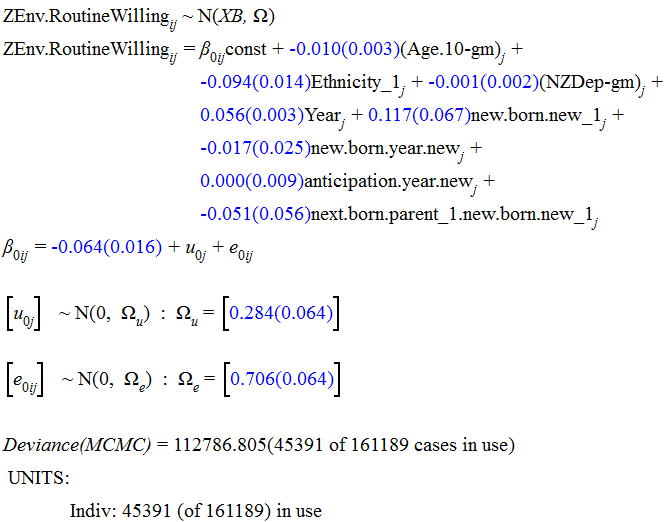 ZEnv.RoutineWilling_ij ~ N(XB, Ω)
ZEnv.RoutineWilling_ij = β_0ij const + -0.010(0.003)(Age.10-gm)_j +
-0.094(0.014)Ethnicity_1_j + -0.001(0.002)(NZDep-gm)_j +
0.056(0.003)Year_j + 0.117(0.067)new.born.new_1_j +
-0.017(0.025)new.born.year.new_j +
0.000(0.009)anticipation.year.new_j +
-0.051(0.056)next.born.parent_1.new.born.new_1_j
β_0ij = -0.064(0.016) + u_0j + e_0ij
[u_0j] ~ N(0, Ω_u) : Ω_u = [0.284(0.064)]
[e_0ij] ~ N(0, Ω_e) : Ω_e = [0.706(0.064)]
Deviance(MCMC) = 112786.805(45391 of 161189 cases in use)
UNITS:
Indiv: 45391 (of 161189) in use